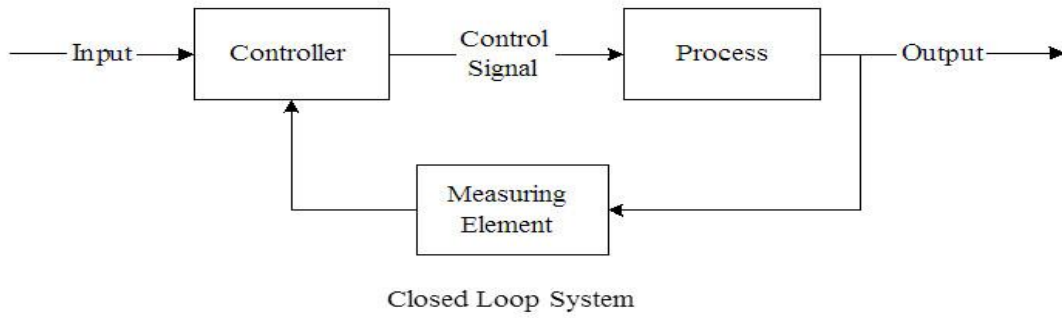 Input
Controller
Control
Signal
Process
Output
Measuring
Element
Closed Loop System